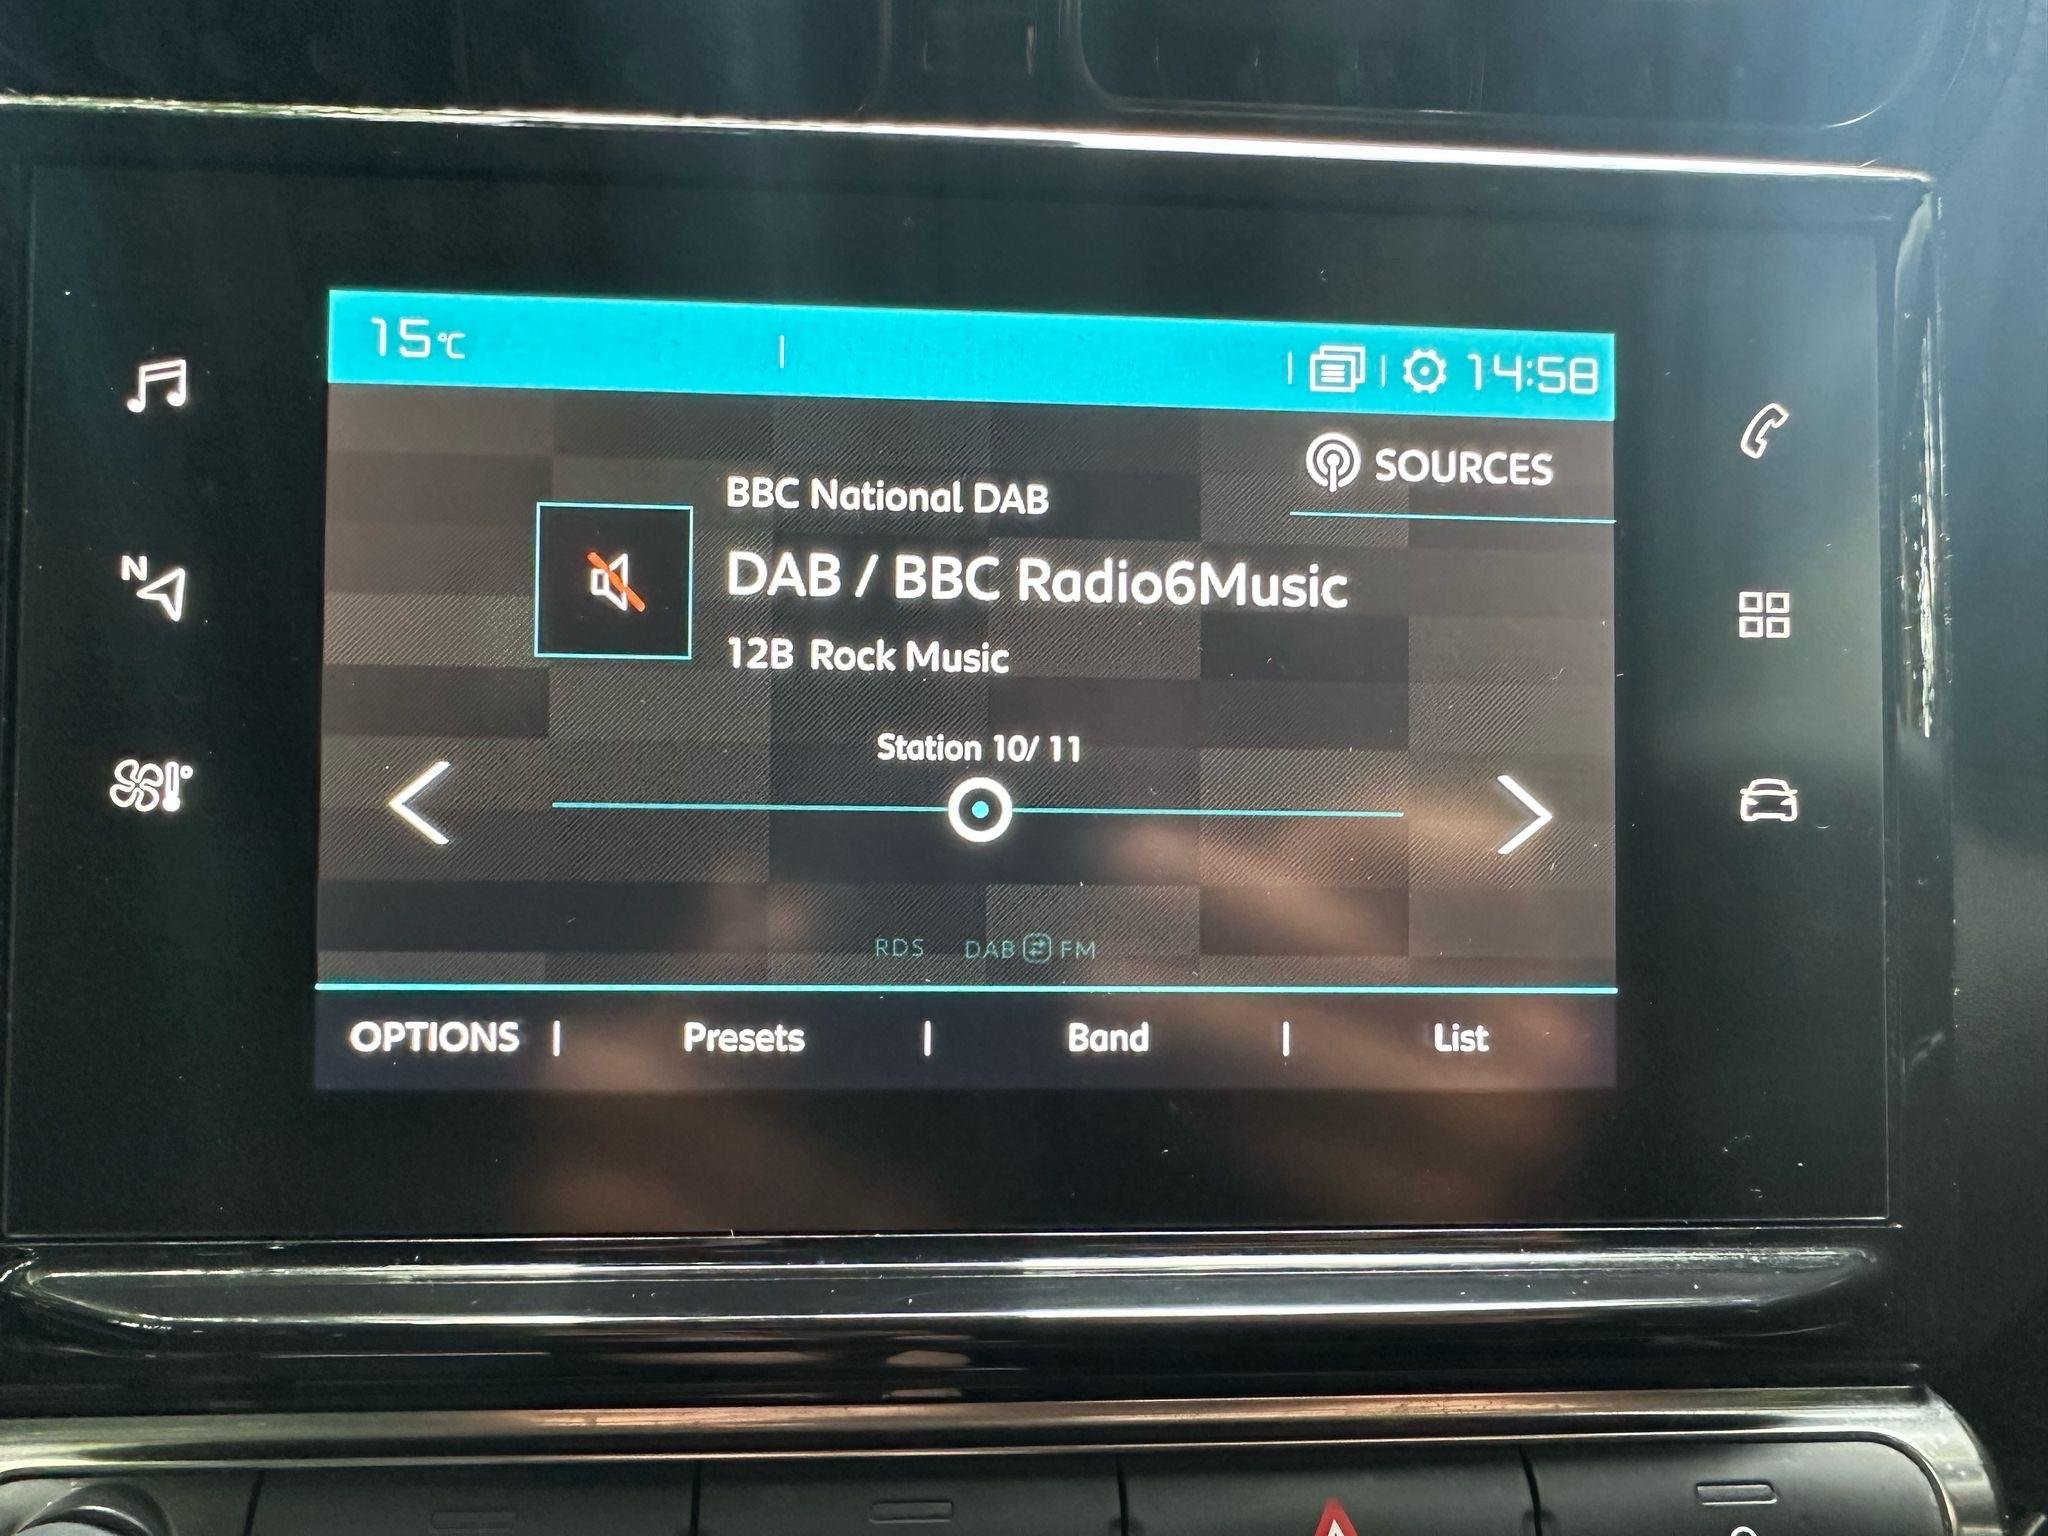 15°C
14:58
SOURCES
BBC National DAB
DAB / BBC Radio6Music
12B Rock Music
Station 10/ 11
N
RDS DAB FM
OPTIONS | Presets | Band | List